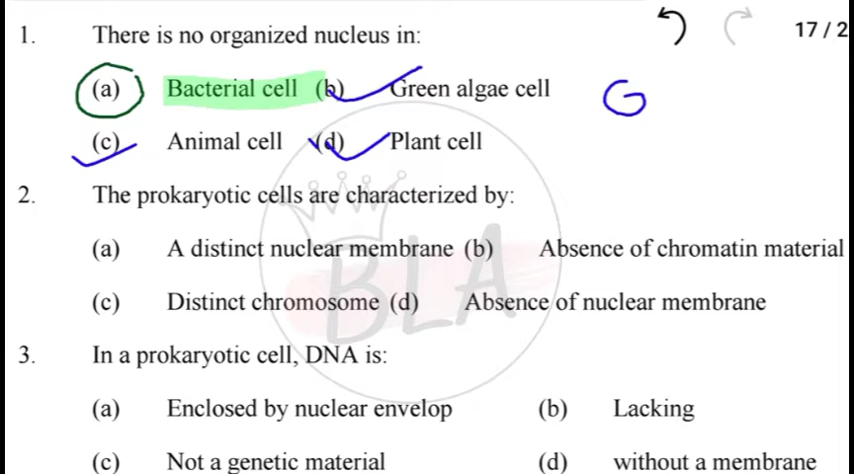 17 / 2
1. There is no organized nucleus in:
(a) Bacterial cell (b) Green algae cell
G
(c) Animal cell (d) Plant cell
2. The prokaryotic cells are characterized by:
(a) A distinct nuclear membrane (b) Absence of chromatin material
(c) Distinct chromosome (d) Absence of nuclear membrane
BLA
3. In a prokaryotic cell, DNA is:
(a) Enclosed by nuclear envelop (b) Lacking
(c) Not a genetic material (d) without a membrane